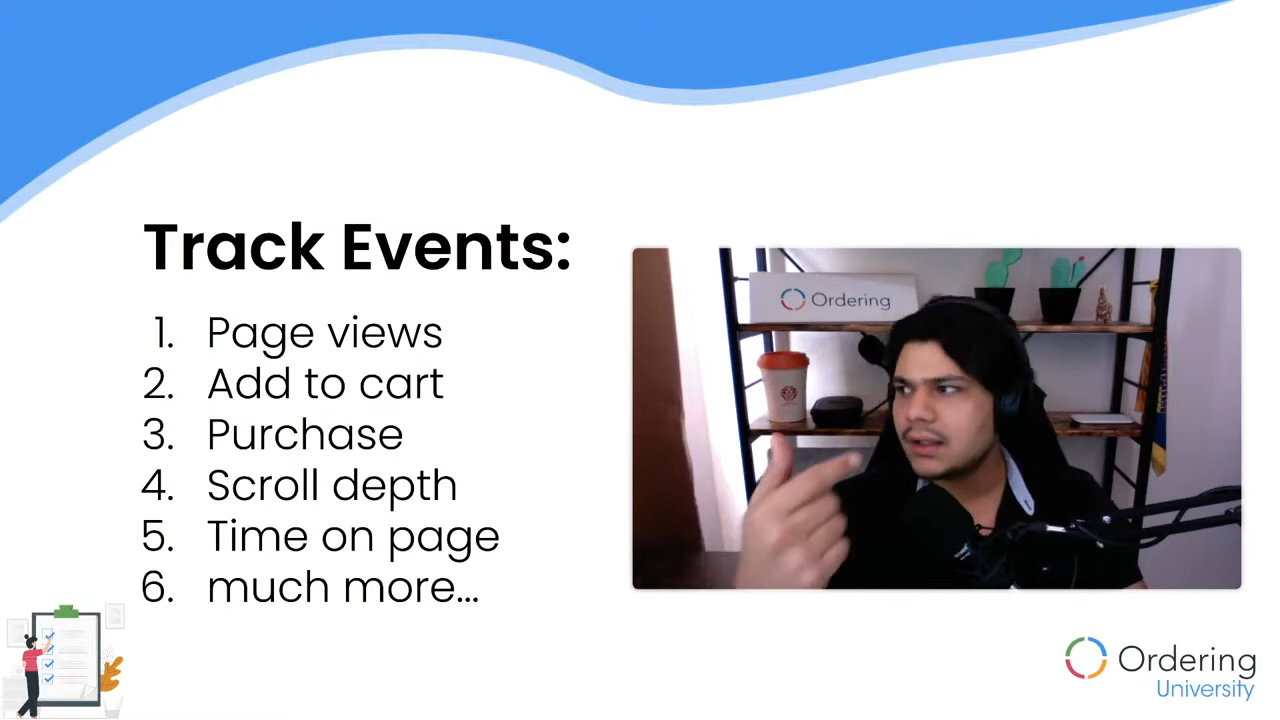 Track Events:
1. Page views
2. Add to cart
3. Purchase
4. Scroll depth
5. Time on page
6. much more...
Ordering
Ordering
University